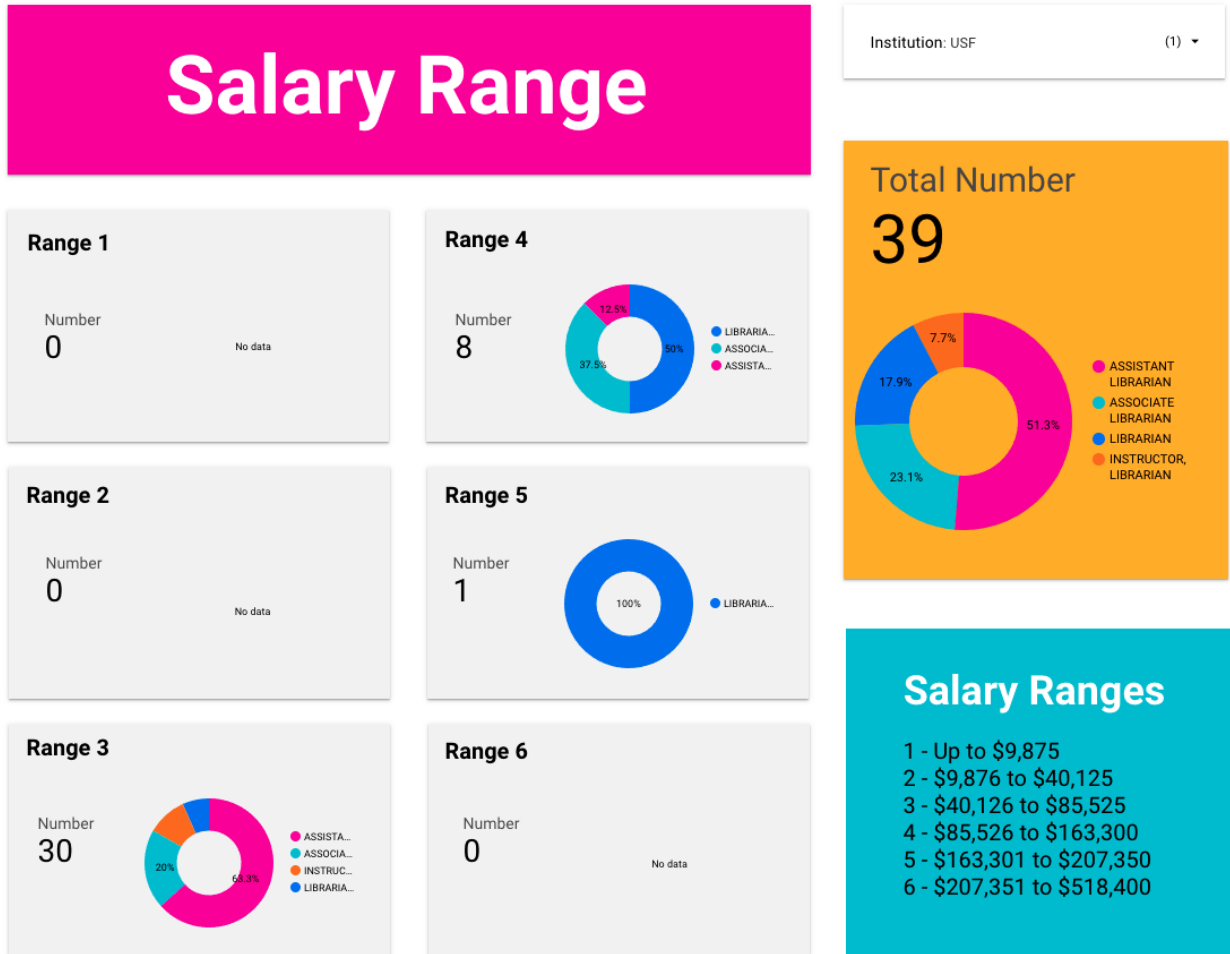 Salary Range
Institution: USF (1)
Total Number
39
7.7%
17.9%
51.3%
23.1%
ASSISTANT
LIBRARIAN
ASSOCIATE
LIBRARIAN
LIBRARIAN
INSTRUCTOR,
LIBRARIAN
Range 1
Number
0
No data
Range 4
Number
8
12.5%
50%
37.5%
LIBRARIA...
ASSOCIA...
ASSISTA...
Range 2
Number
0
No data
Range 5
Number
1
100%
LIBRARIA...
Range 3
Number
30
20%
63.3%
ASSISTA...
ASSOCIA...
INSTRUC...
LIBRARIA...
Range 6
Number
0
No data
Salary Ranges
1 - Up to $9,875
2 - $9,876 to $40,125
3 - $40,126 to $85,525
4 - $85,526 to $163,300
5 - $163,301 to $207,350
6 - $207,351 to $518,400